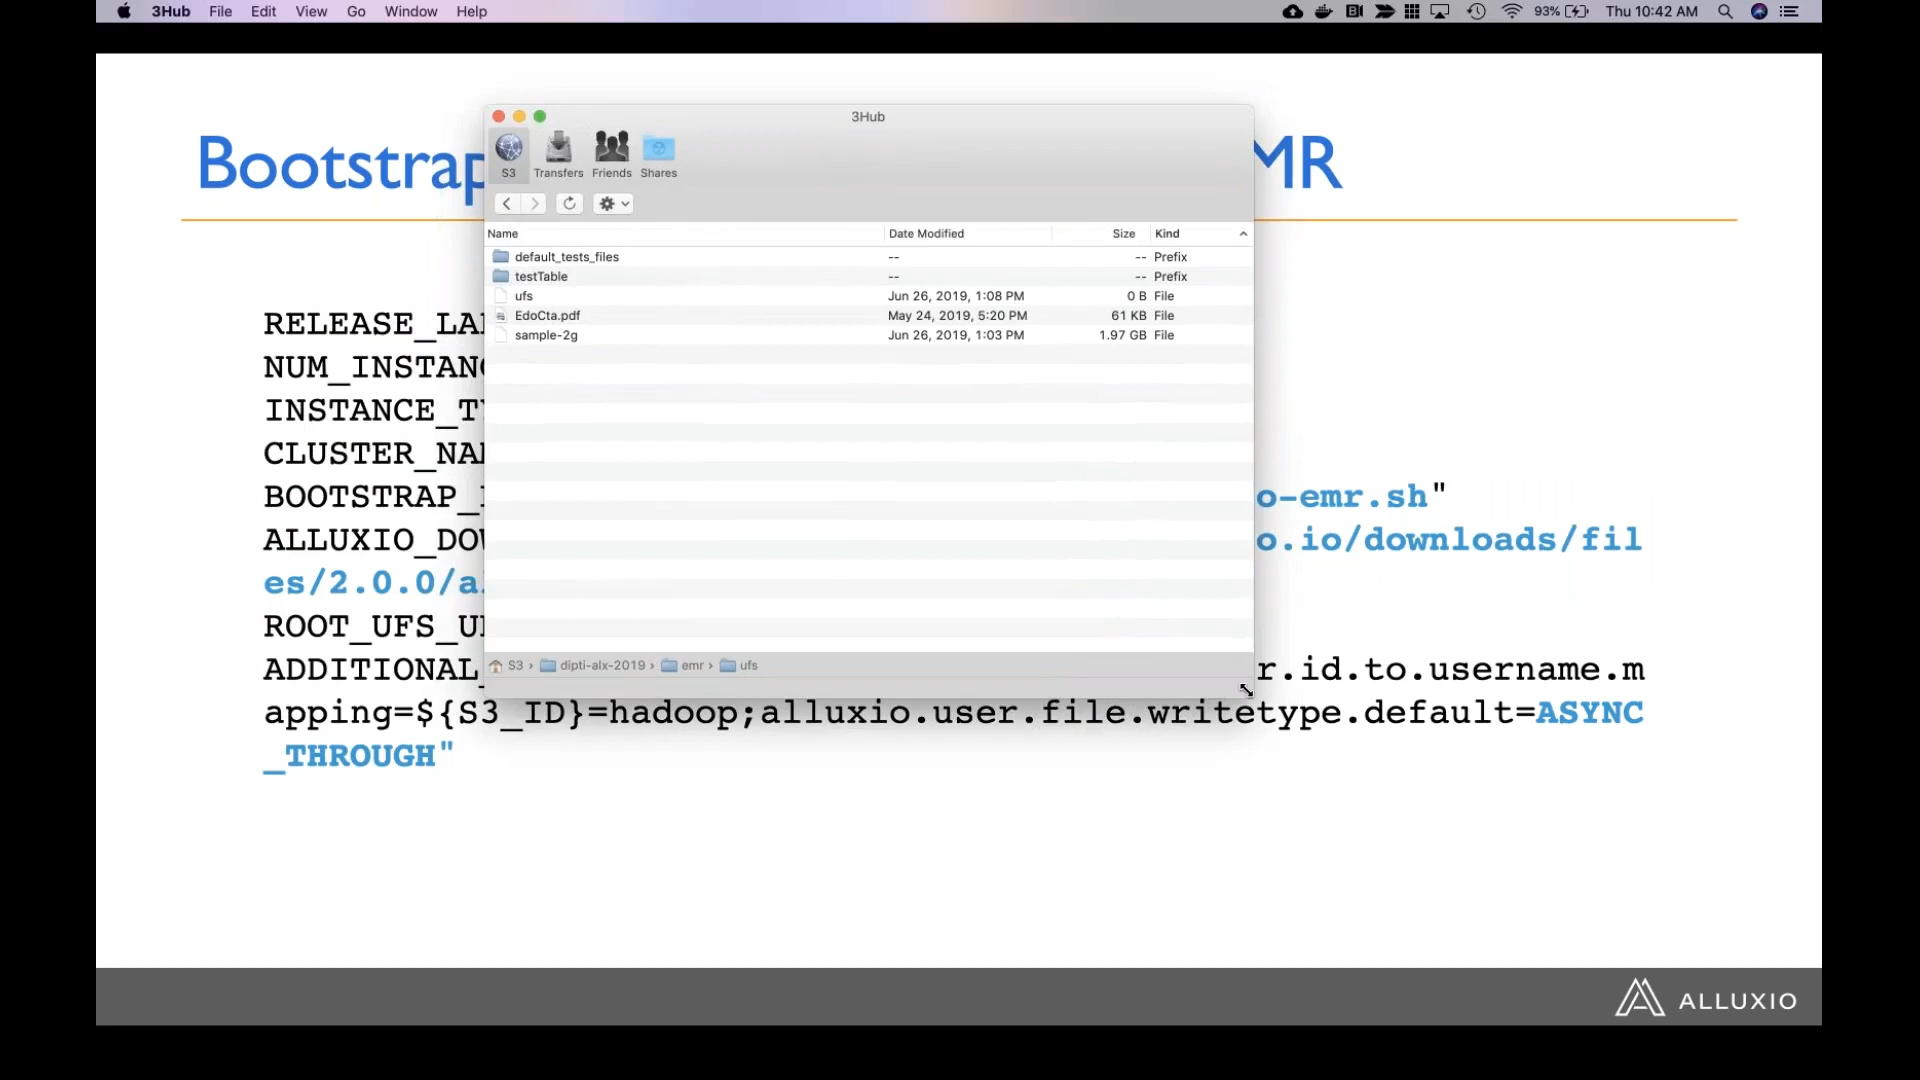 3Hub File Edit View Go Window Help 93% Thu 10:42 AM
3Hub
Bootstrap MR
S3 Transfers Friends Shares
Name Date Modified Size Kind
default_tests_files -- -- Prefix
testTable -- -- Prefix
ufs Jun 26, 2019, 1:08 PM 0 B File
EdoCta.pdf May 24, 2019, 5:20 PM 61 KB File
sample-2g Jun 26, 2019, 1:03 PM 1.97 GB File
S3 › dipti-alx-2019 › emr › ufs
RELEASE_LA
NUM_INSTAN
INSTANCE_T
CLUSTER_NA
BOOTSTRAP_ o-emr.sh"
ALLUXIO_DO o.io/downloads/fil
es/2.0.0/a
ROOT_UFS_U
ADDITIONAL_ r.id.to.username.m
apping=${S3_ID}=hadoop;alluxio.user.file.writetype.default=ASYNC
_THROUGH"
ALLUXIO